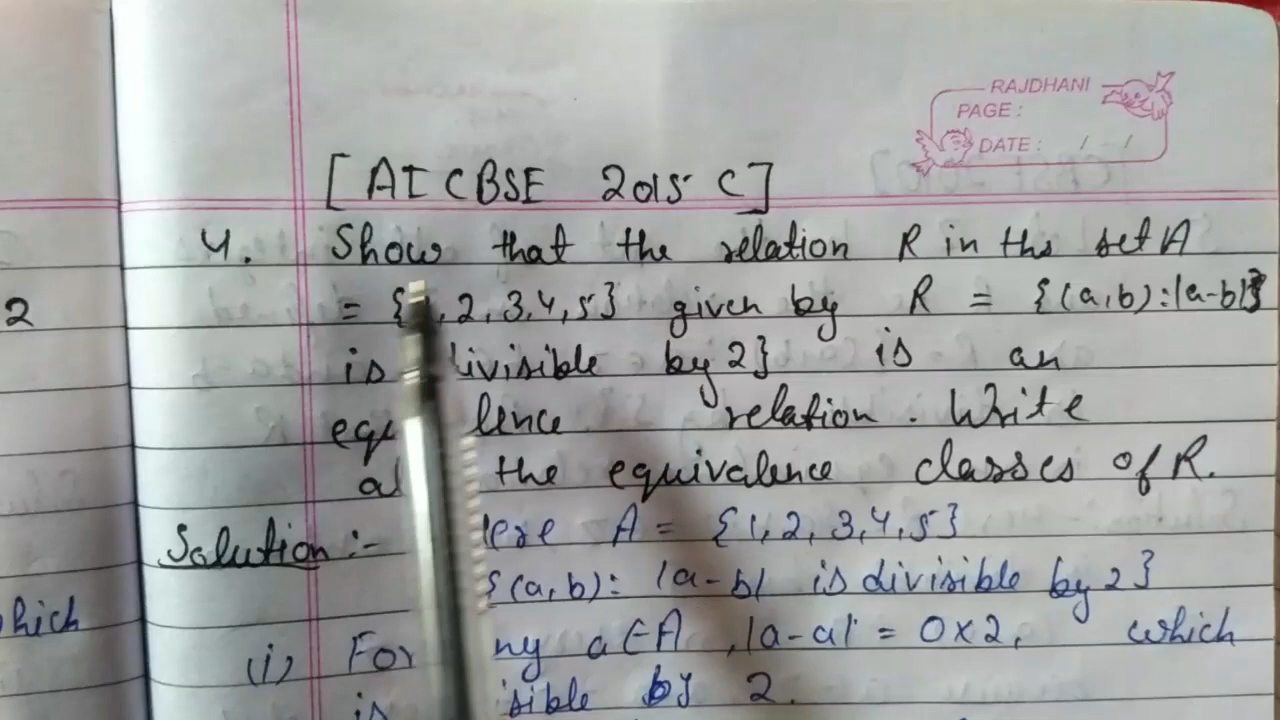 RAJDHANI
PAGE :
DATE : / /
[AI CBSE 2015 C]
4. Show that the relation R in the set A
= { , 2, 3, 4, 5} given by R = {(a, b) : |a-b|}
2
is divisible by 2} is an
relation. Write
the equivalence classes of R.
Solution :- A = {1, 2, 3, 4, 5}
{(a, b) : |a - b| is divisible by 2}
(i) For a ∈ A, |a - a| = 0 x 2, which
is by 2.